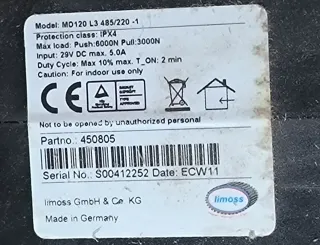 Model: MD120 L3 485/220 -1
Protection class: IPX4
Max load: Push:6000N Pull:3000N
Input: 29V DC max. 5.0A
Duty Cycle: Max 10% max. T_ON: 2 min
Caution: For indoor use only
CE
Not to be opened by unauthorized personal
Partno.: 450805
Serial No.: S00412252 Date: ECW11
limoss GmbH & Co. KG
Made in Germany
limoss